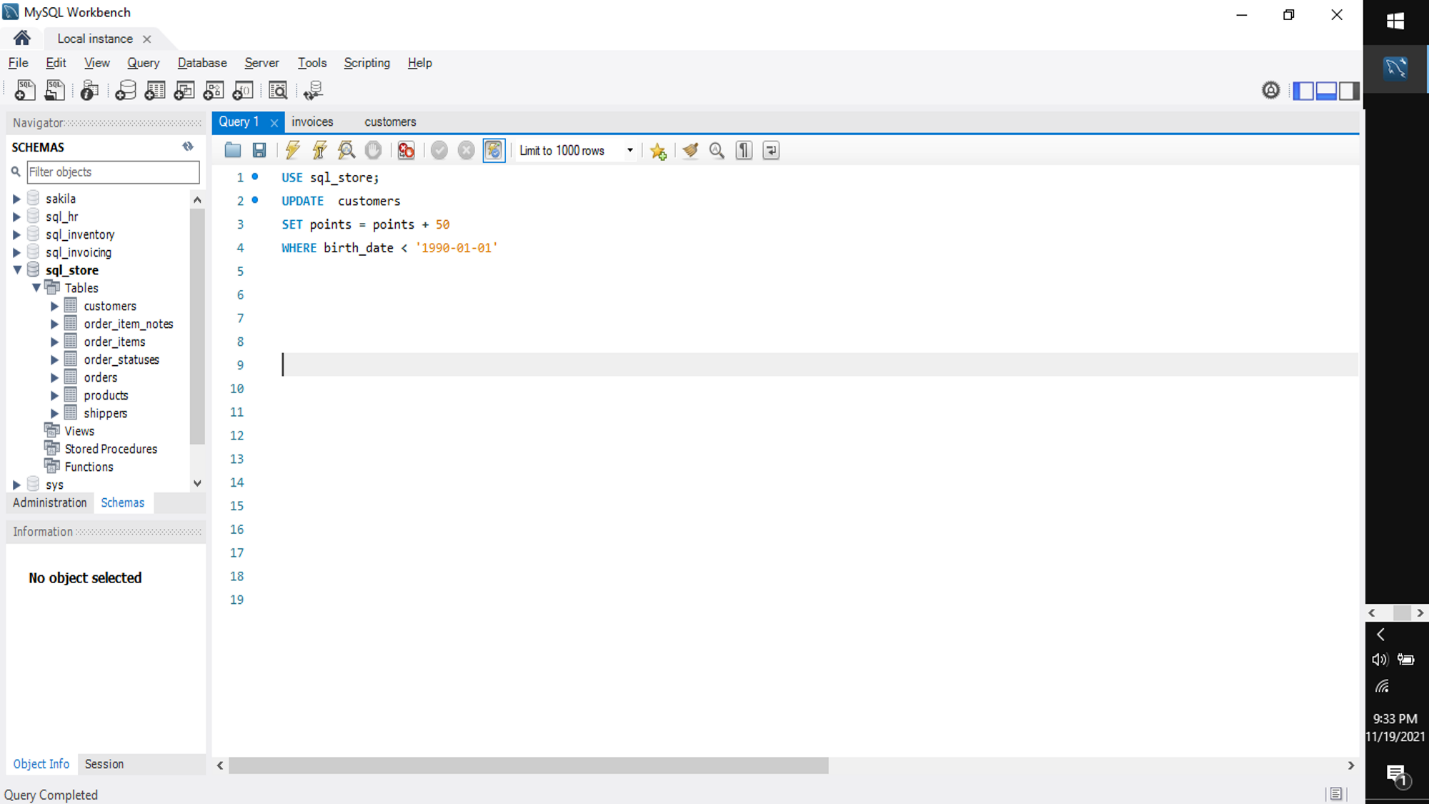 MySQL Workbench
Local instance
File Edit View Query Database Server Tools Scripting Help
Navigator
Query 1 invoices customers
SCHEMAS
Limit to 1000 rows
Filter objects
sakila
sql_hr
sql_inventory
sql_invoicing
sql_store
Tables
customers
order_item_notes
order_items
order_statuses
orders
products
shippers
Views
Stored Procedures
Functions
sys
Administration Schemas
Information
No object selected
Object Info Session
Query Completed
1 USE sql_store;
2 UPDATE customers
3 SET points = points + 50
4 WHERE birth_date < '1990-01-01'
5
6
7
8
9
10
11
12
13
14
15
16
17
18
19
9:33 PM
11/19/2021
1